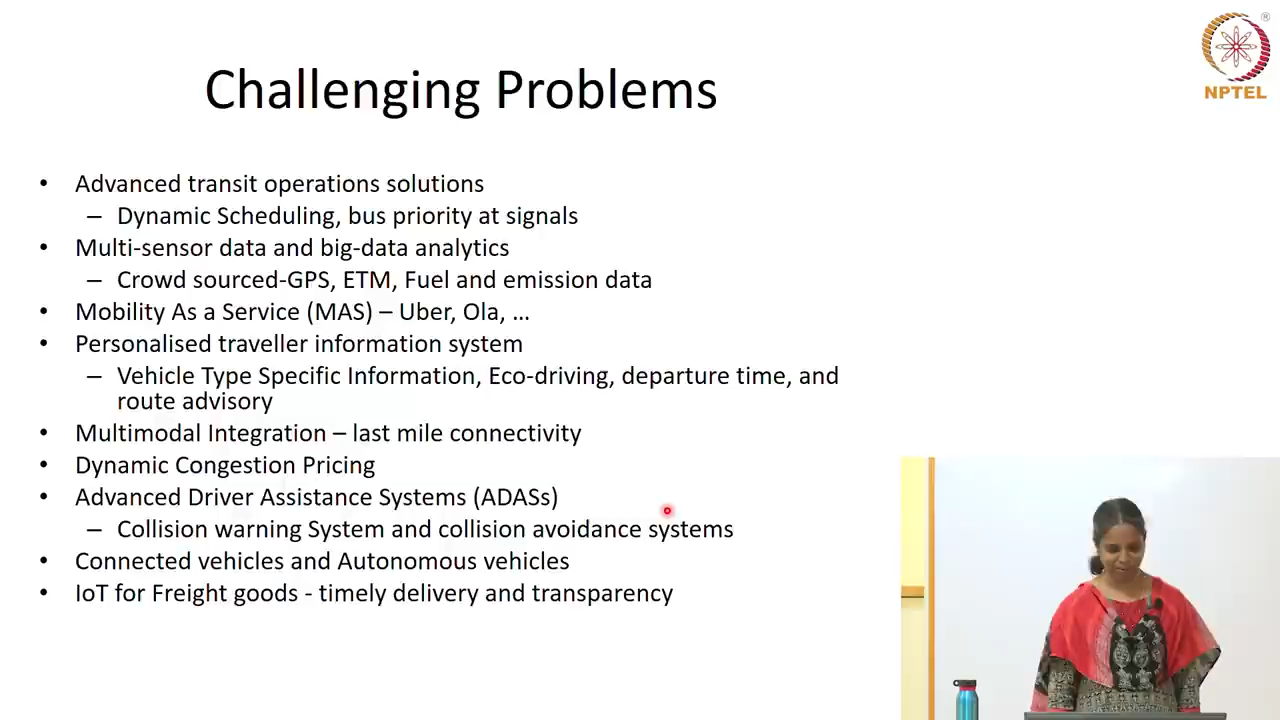 Challenging Problems
®
NPTEL
• Advanced transit operations solutions
– Dynamic Scheduling, bus priority at signals
• Multi-sensor data and big-data analytics
– Crowd sourced-GPS, ETM, Fuel and emission data
• Mobility As a Service (MAS) – Uber, Ola, ...
• Personalised traveller information system
– Vehicle Type Specific Information, Eco-driving, departure time, and
route advisory
• Multimodal Integration – last mile connectivity
• Dynamic Congestion Pricing
• Advanced Driver Assistance Systems (ADASs)
– Collision warning System and collision avoidance systems
• Connected vehicles and Autonomous vehicles
• IoT for Freight goods - timely delivery and transparency